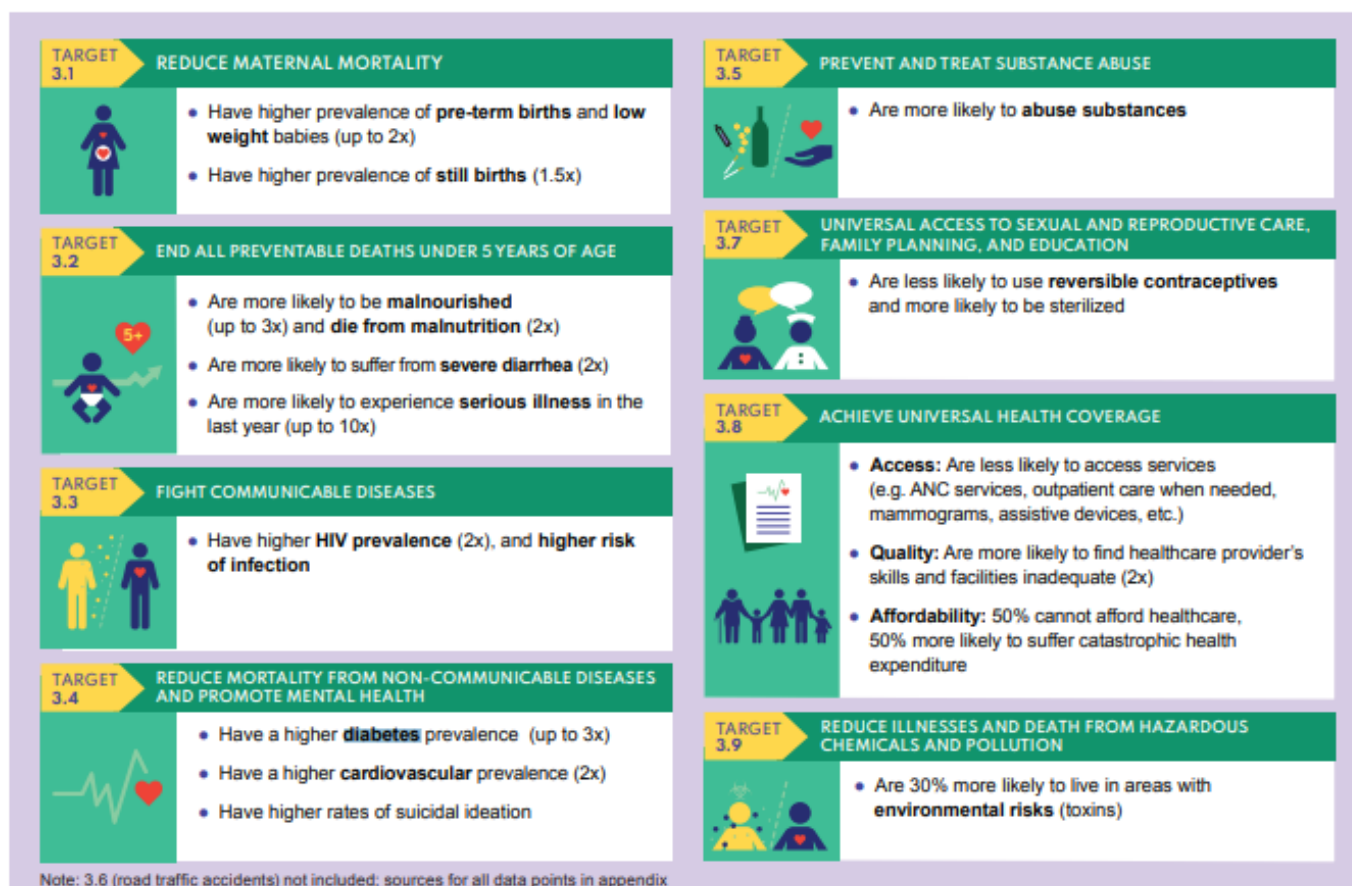 TARGET
3.1
REDUCE MATERNAL MORTALITY
• Have higher prevalence of pre-term births and low
weight babies (up to 2x)
• Have higher prevalence of still births (1.5x)
TARGET
3.2
END ALL PREVENTABLE DEATHS UNDER 5 YEARS OF AGE
5+
• Are more likely to be malnourished
(up to 3x) and die from malnutrition (2x)
• Are more likely to suffer from severe diarrhea (2x)
• Are more likely to experience serious illness in the
last year (up to 10x)
TARGET
3.3
FIGHT COMMUNICABLE DISEASES
• Have higher HIV prevalence (2x), and higher risk
of infection
TARGET
3.4
REDUCE MORTALITY FROM NON-COMMUNICABLE DISEASES
AND PROMOTE MENTAL HEALTH
• Have a higher diabetes prevalence (up to 3x)
• Have a higher cardiovascular prevalence (2x)
• Have higher rates of suicidal ideation
TARGET
3.5
PREVENT AND TREAT SUBSTANCE ABUSE
• Are more likely to abuse substances
TARGET
3.7
UNIVERSAL ACCESS TO SEXUAL AND REPRODUCTIVE CARE,
FAMILY PLANNING, AND EDUCATION
• Are less likely to use reversible contraceptives
and more likely to be sterilized
TARGET
3.8
ACHIEVE UNIVERSAL HEALTH COVERAGE
• Access: Are less likely to access services
(e.g. ANC services, outpatient care when needed,
mammograms, assistive devices, etc.)
• Quality: Are more likely to find healthcare provider's
skills and facilities inadequate (2x)
• Affordability: 50% cannot afford healthcare,
50% more likely to suffer catastrophic health
expenditure
TARGET
3.9
REDUCE ILLNESSES AND DEATH FROM HAZARDOUS
CHEMICALS AND POLLUTION
• Are 30% more likely to live in areas with
environmental risks (toxins)
Note: 3.6 (road traffic accidents) not included; sources for all data points in appendix